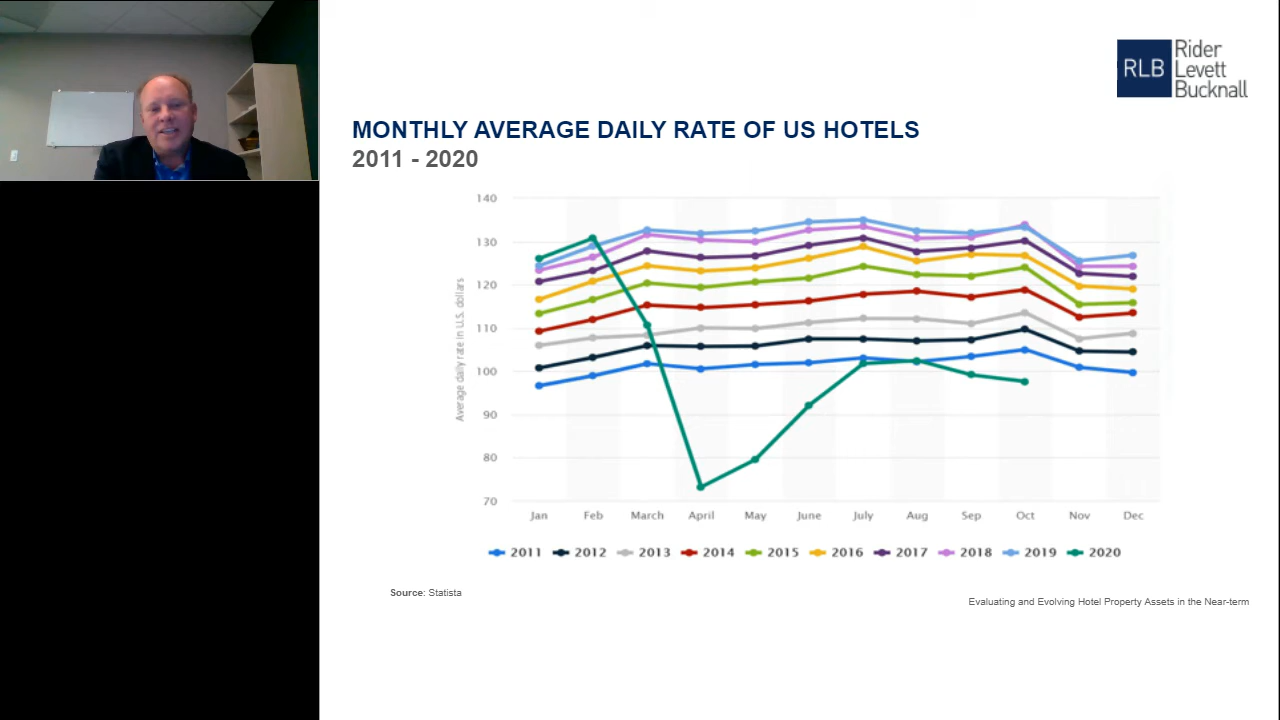 RLB
Rider
Levett
Bucknall
MONTHLY AVERAGE DAILY RATE OF US HOTELS
2011 - 2020
Average daily rate in U.S. dollars
140
130
120
110
100
90
80
70
Jan Feb March April May June July Aug Sep Oct Nov Dec
2011 2012 2013 2014 2015 2016 2017 2018 2019 2020
Source: Statista
Evaluating and Evolving Hotel Property Assets in the Near-term